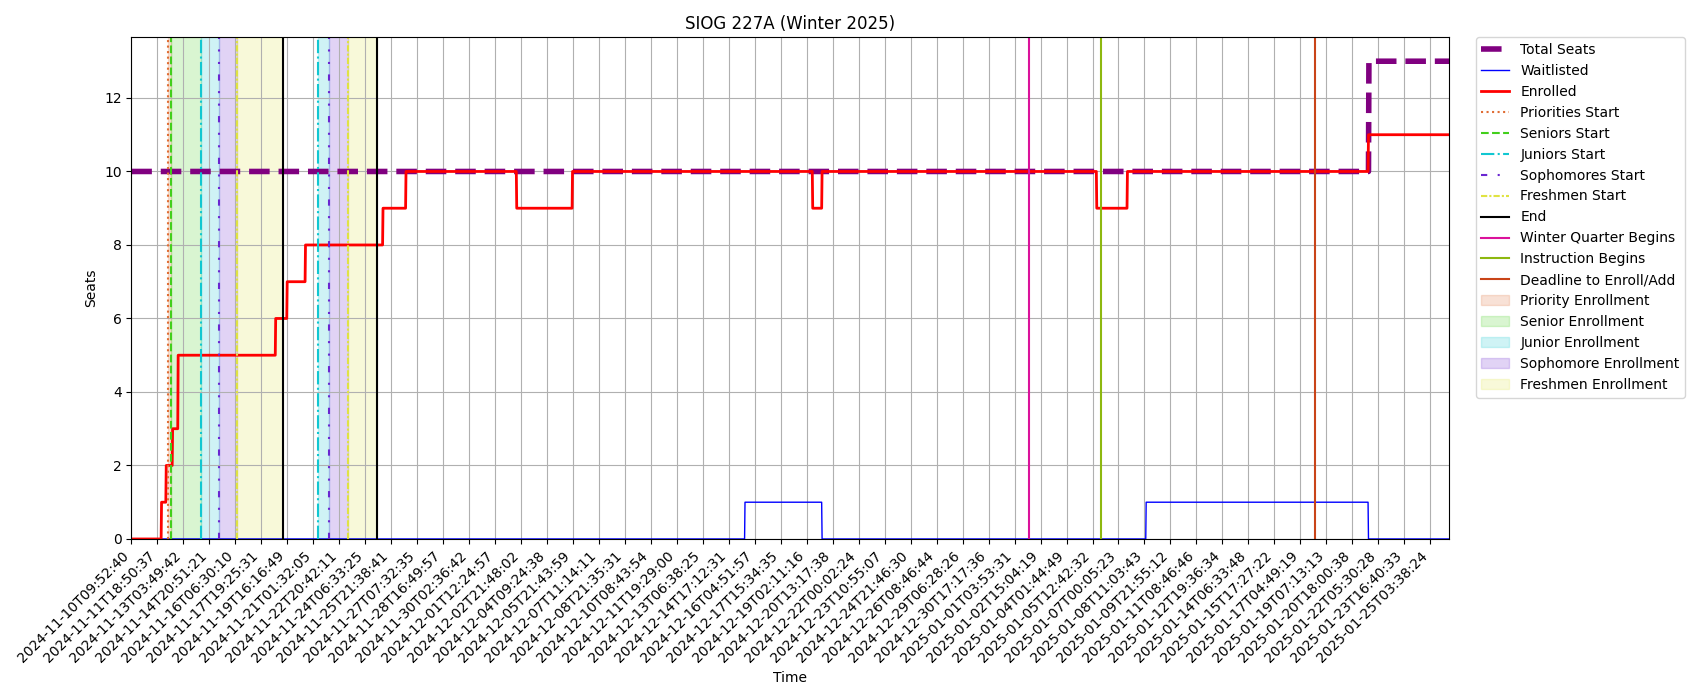 SIOG 227A (Winter 2025)
Total Seats
Waitlisted
Enrolled
Priorities Start
Seniors Start
Juniors Start
Sophomores Start
Freshmen Start
End
Winter Quarter Begins
Instruction Begins
Deadline to Enroll/Add
Priority Enrollment
Senior Enrollment
Junior Enrollment
Sophomore Enrollment
Freshmen Enrollment
Seats
12
10
8
6
4
2
0
2024-11-10T09:52:40
2024-11-11T18:50:37
2024-11-13T03:49:42
2024-11-14T20:51:21
2024-11-16T06:30:10
2024-11-17T19:25:31
2024-11-19T16:16:49
2024-11-21T01:32:05
2024-11-22T20:42:11
2024-11-24T06:33:25
2024-11-25T21:38:41
2024-11-27T07:32:35
2024-11-28T16:49:57
2024-11-30T02:36:42
2024-12-01T12:24:57
2024-12-02T21:48:02
2024-12-04T09:24:38
2024-12-05T21:43:59
2024-12-07T11:14:11
2024-12-08T21:35:31
2024-12-10T08:43:54
2024-12-11T19:29:00
2024-12-13T06:38:25
2024-12-14T17:12:31
2024-12-16T04:51:57
2024-12-17T15:34:35
2024-12-19T02:11:16
2024-12-20T13:17:38
2024-12-22T00:02:24
2024-12-23T10:55:07
2024-12-24T21:46:30
2024-12-26T08:46:44
2024-12-29T06:28:26
2024-12-30T17:17:36
2025-01-01T03:53:31
2025-01-02T15:04:19
2025-01-04T01:44:49
2025-01-05T12:42:32
2025-01-07T00:05:23
2025-01-08T11:03:43
2025-01-09T21:55:12
2025-01-11T08:46:46
2025-01-12T19:36:34
2025-01-14T06:33:48
2025-01-15T17:27:22
2025-01-17T04:49:19
2025-01-19T07:13:13
2025-01-20T18:00:38
2025-01-22T05:30:28
2025-01-23T16:40:33
2025-01-25T03:38:24
Time